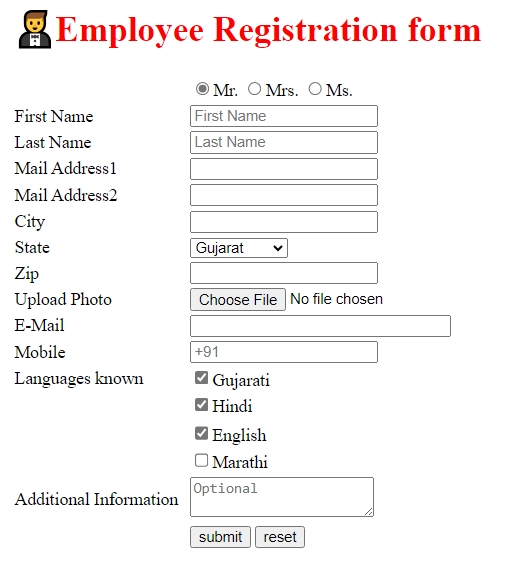 Employee Registration form
Mr. Mrs. Ms.
First Name First Name
Last Name Last Name
Mail Address1
Mail Address2
City
State Gujarat
Zip
Upload Photo Choose File No file chosen
E-Mail
Mobile +91
Languages known Gujarati
Hindi
English
Marathi
Additional Information Optional
submit reset